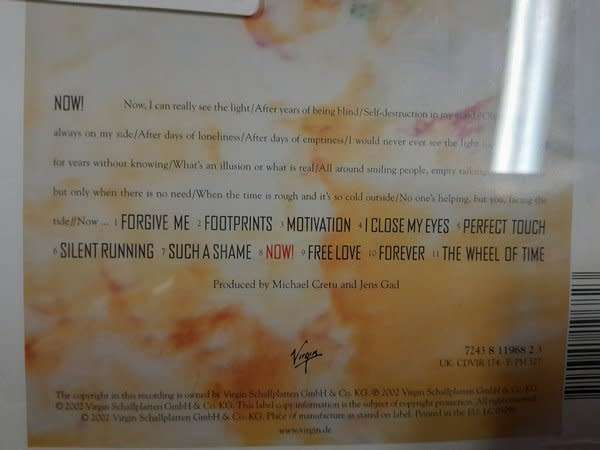 NOW! Now, I can really see the light/After years of being blind/Self-destruction in my
always on my side/After days of loneliness/After days of emptiness/I would never ever see the light
for years without knowing/What's an illusion or what is real/All around smiling people, empty
but only when there is no need/When the time is rough and it's so cold outside/No one's helping, but you, facing the
tide//Now ... 1 FORGIVE ME 2 FOOTPRINTS 3 MOTIVATION 4 I CLOSE MY EYES 5 PERFECT TOUCH
6 SILENT RUNNING 7 SUCH A SHAME 8 NOW! 9 FREE LOVE 10 FOREVER 11 THE WHEEL OF TIME
Produced by Michael Cretu and Jens Gad
Virgin
7243 8 11968 2 3
UK: CDVIR 174 F: PM 527
The copyright in this recording is owned by Virgin Schallplatten GmbH & Co. KG. ℗ 2002 Virgin Schallplatten GmbH & Co. KG.
© 2002 Virgin Schallplatten GmbH & Co. KG. This label copy information is the subject of copyright protection. All rights reserved.
© 2002 Virgin Schallplatten GmbH & Co. KG. Place of manufacture as stated on label. Printed in the EU.
www.virgin.de